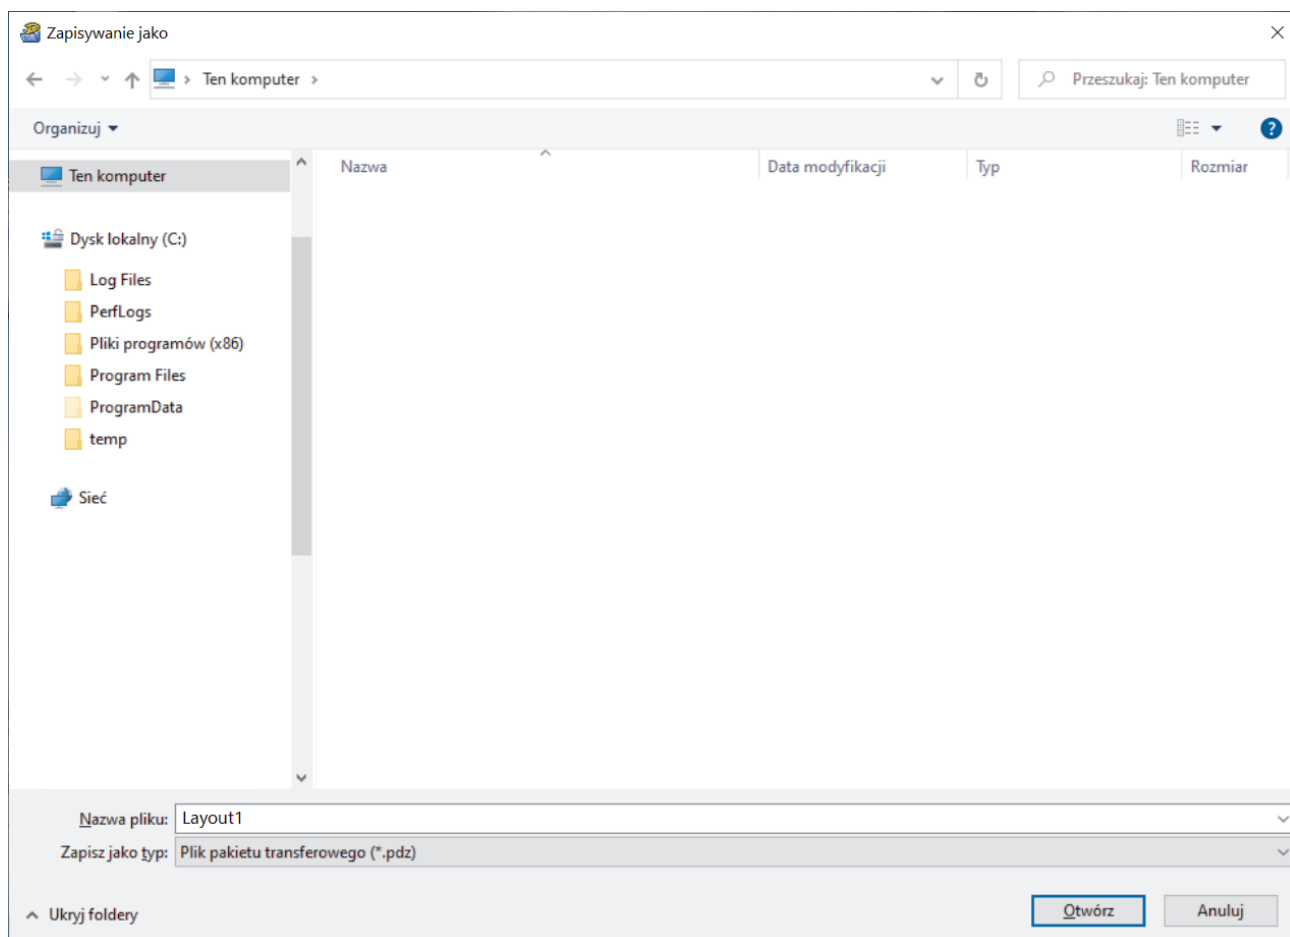 Zapisywanie jako
Ten komputer
Przeszukaj: Ten komputer
Organizuj
Ten komputer
Nazwa Data modyfikacji Typ Rozmiar
Dysk lokalny (C:)
Log Files
PerfLogs
Pliki programów (x86)
Program Files
ProgramData
temp
Sieć
Nazwa pliku: Layout1
Zapisz jako typ: Plik pakietu transferowego (*.pdz)
Ukryj foldery
Otwórz Anuluj